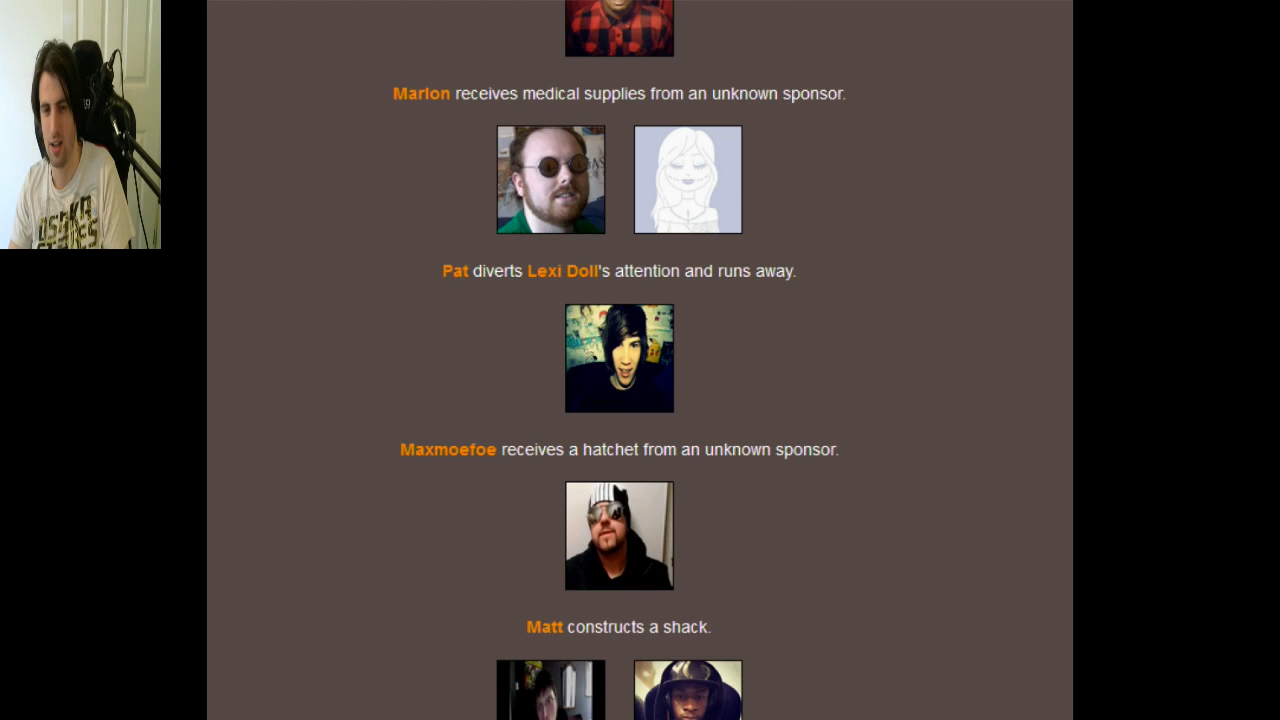 Marlon receives medical supplies from an unknown sponsor.
Pat diverts Lexi Doll's attention and runs away.
Maxmoefoe receives a hatchet from an unknown sponsor.
Matt constructs a shack.
OSAKA